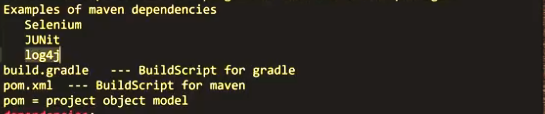 Examples of maven dependencies
Selenium
JUNit
log4j
build.gradle --- BuildScript for gradle
pom.xml --- BuildScript for maven
pom = project object model